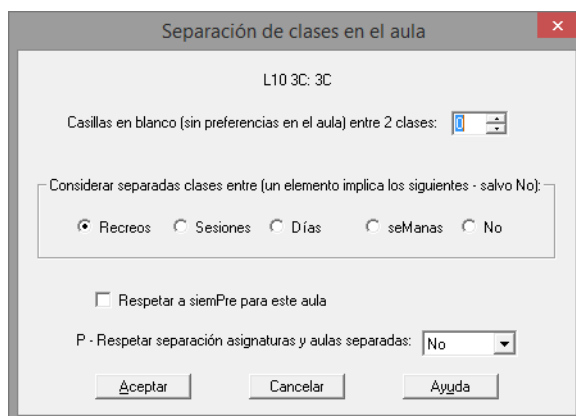 Separación de clases en el aula
L10 3C: 3C
Casillas en blanco (sin preferencias en el aula) entre 2 clases: 0
Considerar separadas clases entre (un elemento implica los siguientes - salvo No):
Recreos Sesiones Días seManas No
Respetar a siemPre para este aula
P - Respetar separación asignaturas y aulas separadas: No
Aceptar Cancelar Ayuda